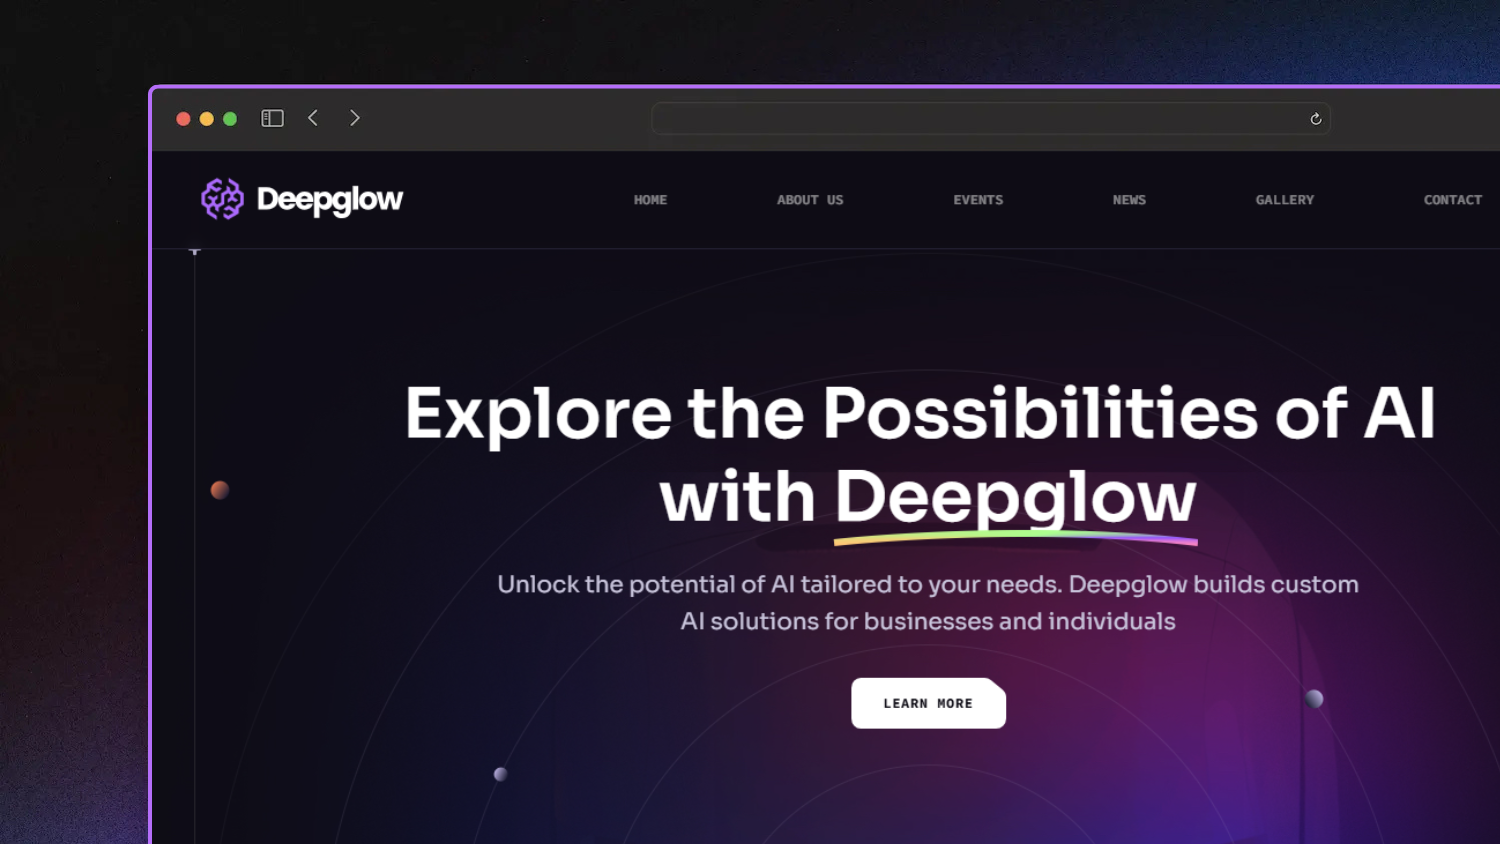 Deepglow
HOME ABOUT US EVENTS NEWS GALLERY CONTACT
Explore the Possibilities of AI
with Deepglow
Unlock the potential of AI tailored to your needs. Deepglow builds custom
AI solutions for businesses and individuals
LEARN MORE